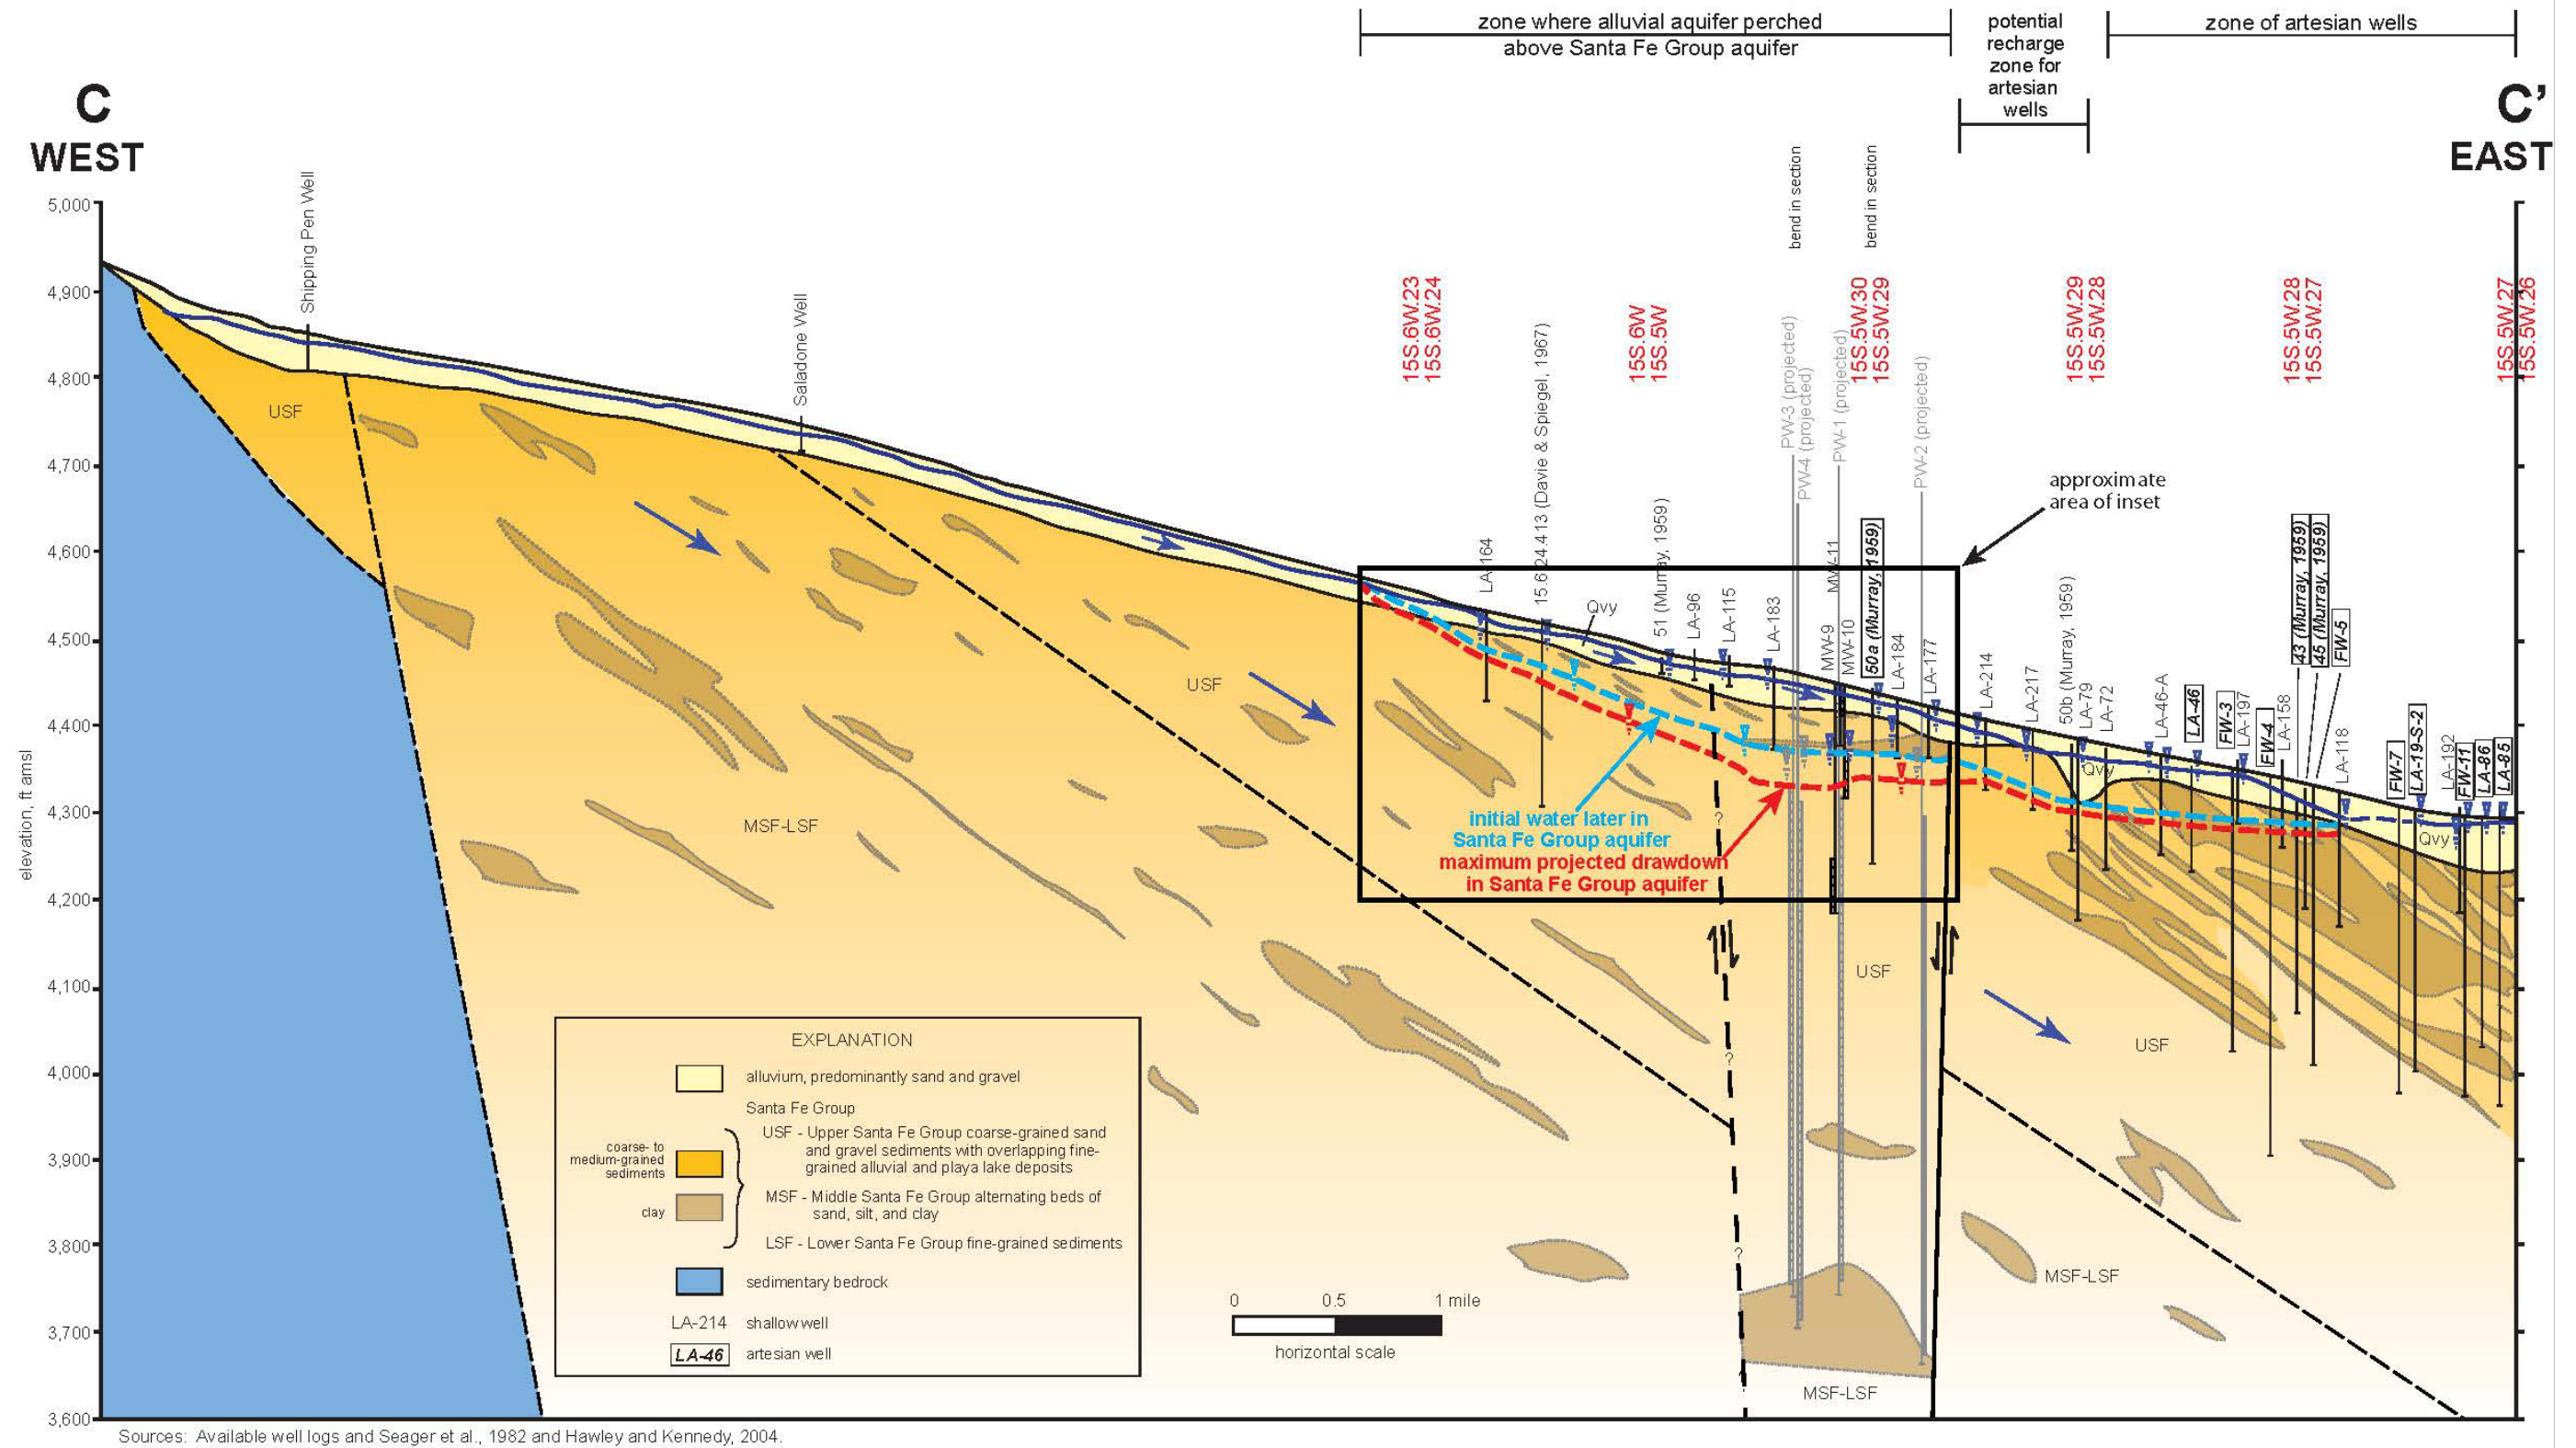 zone where alluvial aquifer perched
above Santa Fe Group aquifer
potential
recharge
zone for
artesian
wells
zone of artesian wells
C
WEST
C’
EAST
5,000
4,900
4,800
4,700
4,600
4,500
4,400
4,300
4,200
4,100
4,000
3,900
3,800
3,700
3,600
elevation, ft amsl
Shipping Pen Well
Saladone Well
bend in section
bend in section
15S.6W.23
15S.6W.24
15S.6W
15S.5W
15S.5W.30
15S.5W.29
15S.5W.29
15S.5W.28
15S.5W.28
15S.5W.27
15S.5W.27
15S.5W.26
LA-164
15.6.24.413 (Davie & Spiegel, 1967)
Qvy
51 (Murray, 1959)
LA-96
LA-115
LA-183
PW-3 (projected)
PW-4 (projected)
PW-1 (projected)
MW-9
MW-11
MW-10
50a (Murray, 1959)
LA-184
PW-2 (projected)
LA-177
approximate
area of inset
LA-214
LA-217
50b (Murray, 1959)
LA-79
LA-72
LA-46-A
LA-46
FW-3
LA-197
FW-4
LA-158
43 (Murray, 1959)
45 (Murray, 1959)
FW-5
LA-118
FW-7
LA-19-S-2
LA-192
FW-11
LA-86
LA-85
Qvy
Qvy
USF
USF
MSF-LSF
initial water later in
Santa Fe Group aquifer
maximum projected drawdown
in Santa Fe Group aquifer
?
?
?
USF
USF
MSF-LSF
MSF-LSF
EXPLANATION
alluvium, predominantly sand and gravel
Santa Fe Group
coarse- to
medium-grained
sediments
USF - Upper Santa Fe Group coarse-grained sand
and gravel sediments with overlapping fine-
grained alluvial and playa lake deposits
clay
MSF - Middle Santa Fe Group alternating beds of
sand, silt, and clay
LSF - Lower Santa Fe Group fine-grained sediments
sedimentary bedrock
LA-214 shallow well
LA-46 artesian well
0 0.5 1 mile
horizontal scale
Sources: Available well logs and Seager et al., 1982 and Hawley and Kennedy, 2004.